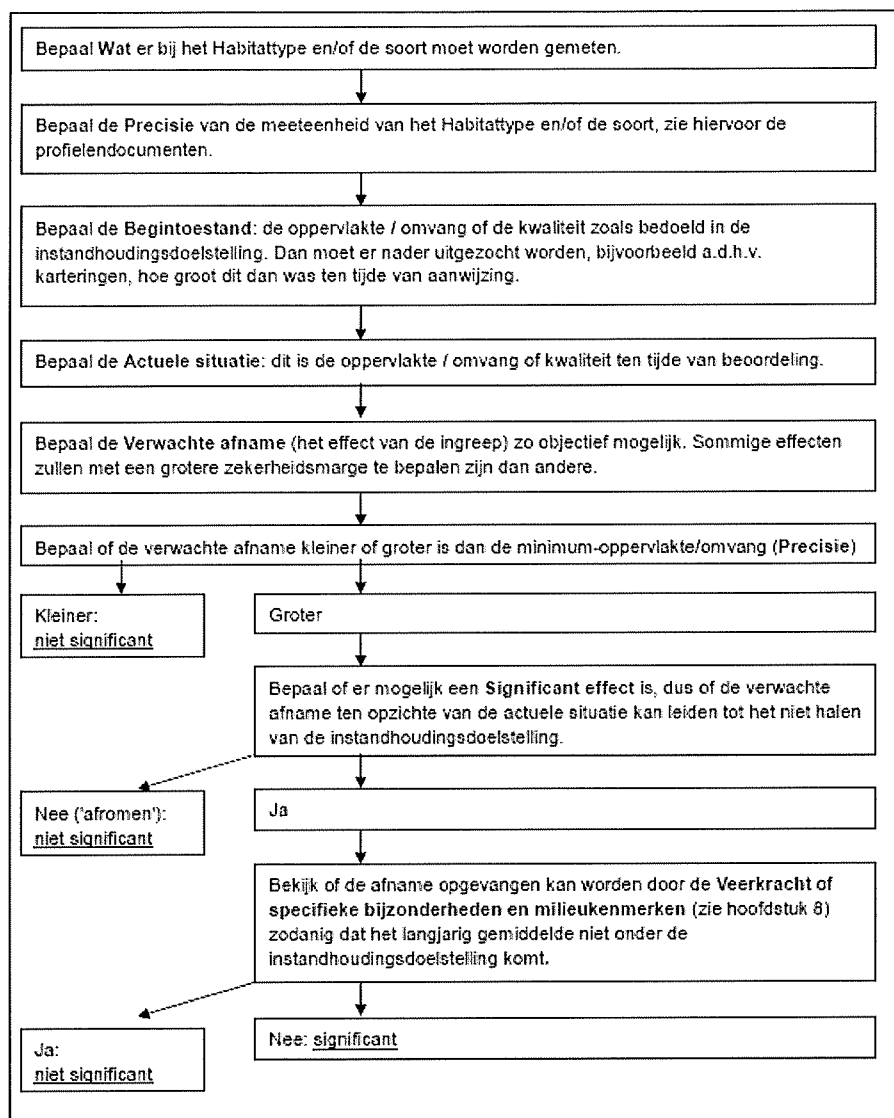 Bepaal Wat er bij het Habitattype en/of de soort moet worden gemeten.
Bepaal de Precisie van de meeteenheid van het Habitattype en/of de soort, zie hiervoor de
profielendocumenten.
Bepaal de Begintoestand: de oppervlakte / omvang of de kwaliteit zoals bedoeld in de
instandhoudingsdoelstelling. Dan moet er nader uitgezocht worden, bijvoorbeeld a.d.h.v.
karteringen, hoe groot dit dan was ten tijde van aanwijzing.
Bepaal de Actuele situatie: dit is de oppervlakte / omvang of kwaliteit ten tijde van beoordeling.
Bepaal de Verwachte afname (het effect van de ingreep) zo objectief mogelijk. Sommige effecten
zullen met een grotere zekerheidsmarge te bepalen zijn dan andere.
Bepaal of de verwachte afname kleiner of groter is dan de minimum-oppervlakte/omvang (Precisie)
Kleiner:
niet significant
Groter
Bepaal of er mogelijk een Significant effect is, dus of de verwachte
afname ten opzichte van de actuele situatie kan leiden tot het niet halen
van de instandhoudingsdoelstelling.
Nee ('afromen'):
niet significant
Ja
Bekijk of de afname opgevangen kan worden door de Veerkracht of
specifieke bijzonderheden en milieukenmerken (zie hoofdstuk 8)
zodanig dat het langjarig gemiddelde niet onder de
instandhoudingsdoelstelling komt.
Ja:
niet significant
Nee: significant